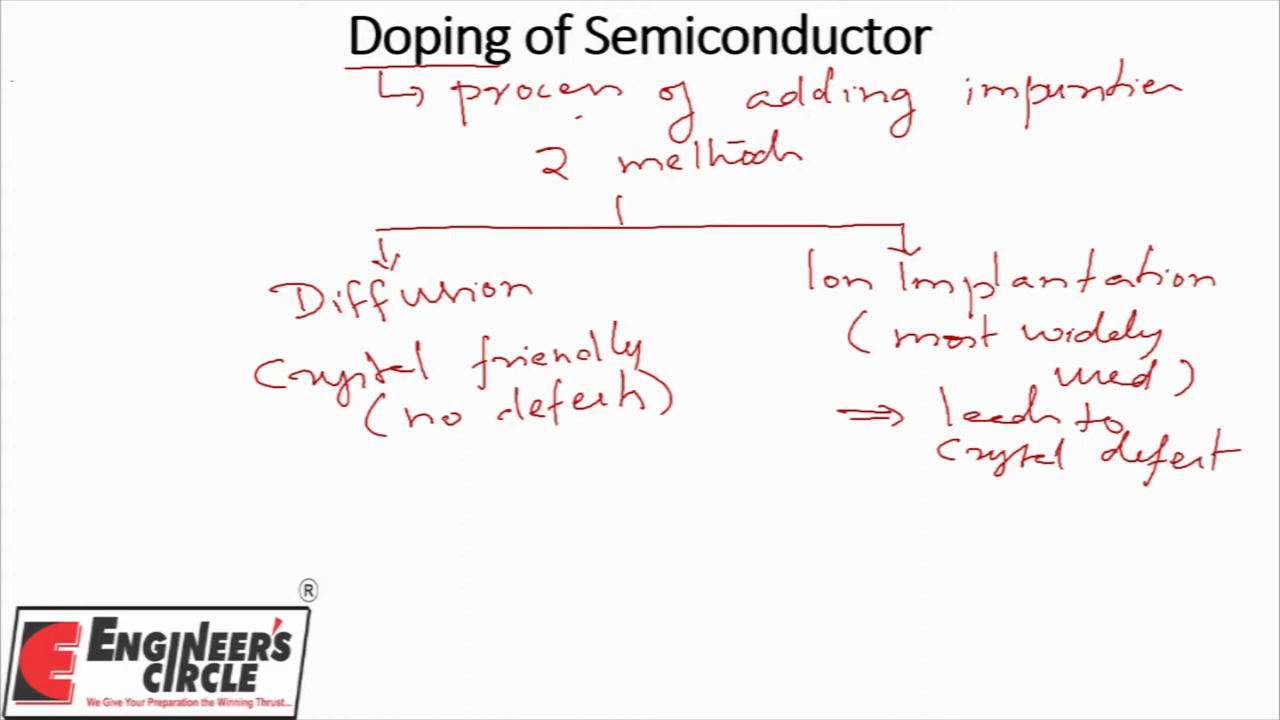 Doping of Semiconductor
↳ process of adding impurities
2 methods
Diffusion
Crystal friendly
(no defects)
Ion Implantation
(most widely
used)
⇒ leads to
Crystal defect
®
ENGINEER'S
CIRCLE
We Give Your Preparation the Winning Thrust...